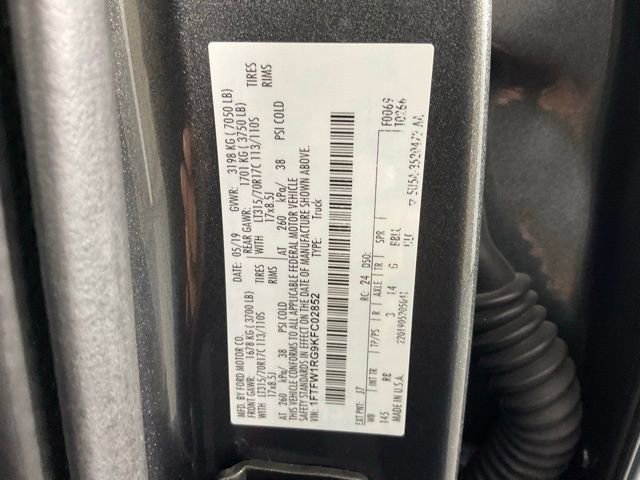 MFD. BY FORD MOTOR CO.
DATE: 05/19 GVWR: 3198 KG (7050 LB)
FRONT GAWR: 1678 KG (3700 LB) REAR GAWR: 1701 KG (3750 LB)
WITH LT315/70R17C 113/110S TIRES WITH LT315/70R17C 113/110S TIRES
17x8.5J RIMS 17x8.5J RIMS
AT 260 kPa/ 38 PSI COLD AT 260 kPa/ 38 PSI COLD
THIS VEHICLE CONFORMS TO ALL APPLICABLE FEDERAL MOTOR VEHICLE
SAFETY STANDARDS IN EFFECT ON THE DATE OF MANUFACTURE SHOWN ABOVE.
VIN: 1FTFW1RG9KFC02852 TYPE: Truck
F0069
T0266
EXT PNT: J7 RC: 24 DSO:
WB INT TR TP/PS R AXLE TR SPR
145 RB 3 14 G BBLL
MADE IN U.S.A.
2201905205641